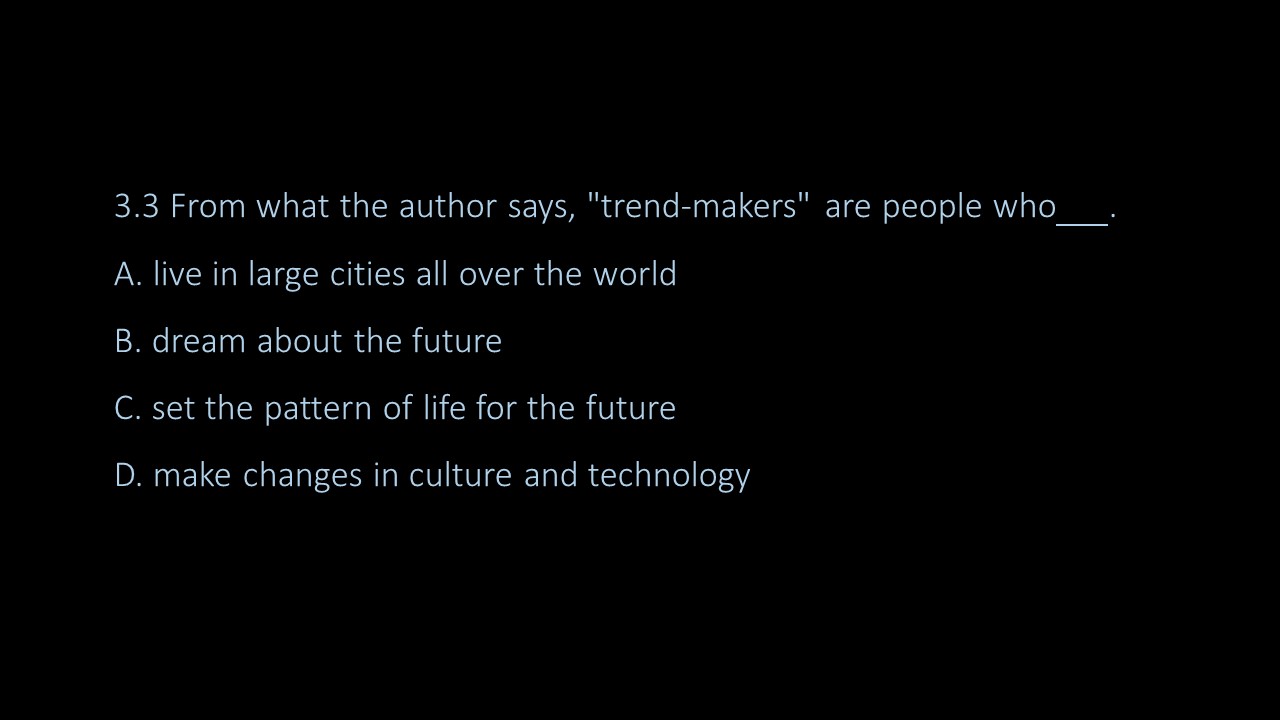 3.3 From what the author says, "trend-makers" are people who___.
A. live in large cities all over the world
B. dream about the future
C. set the pattern of life for the future
D. make changes in culture and technology